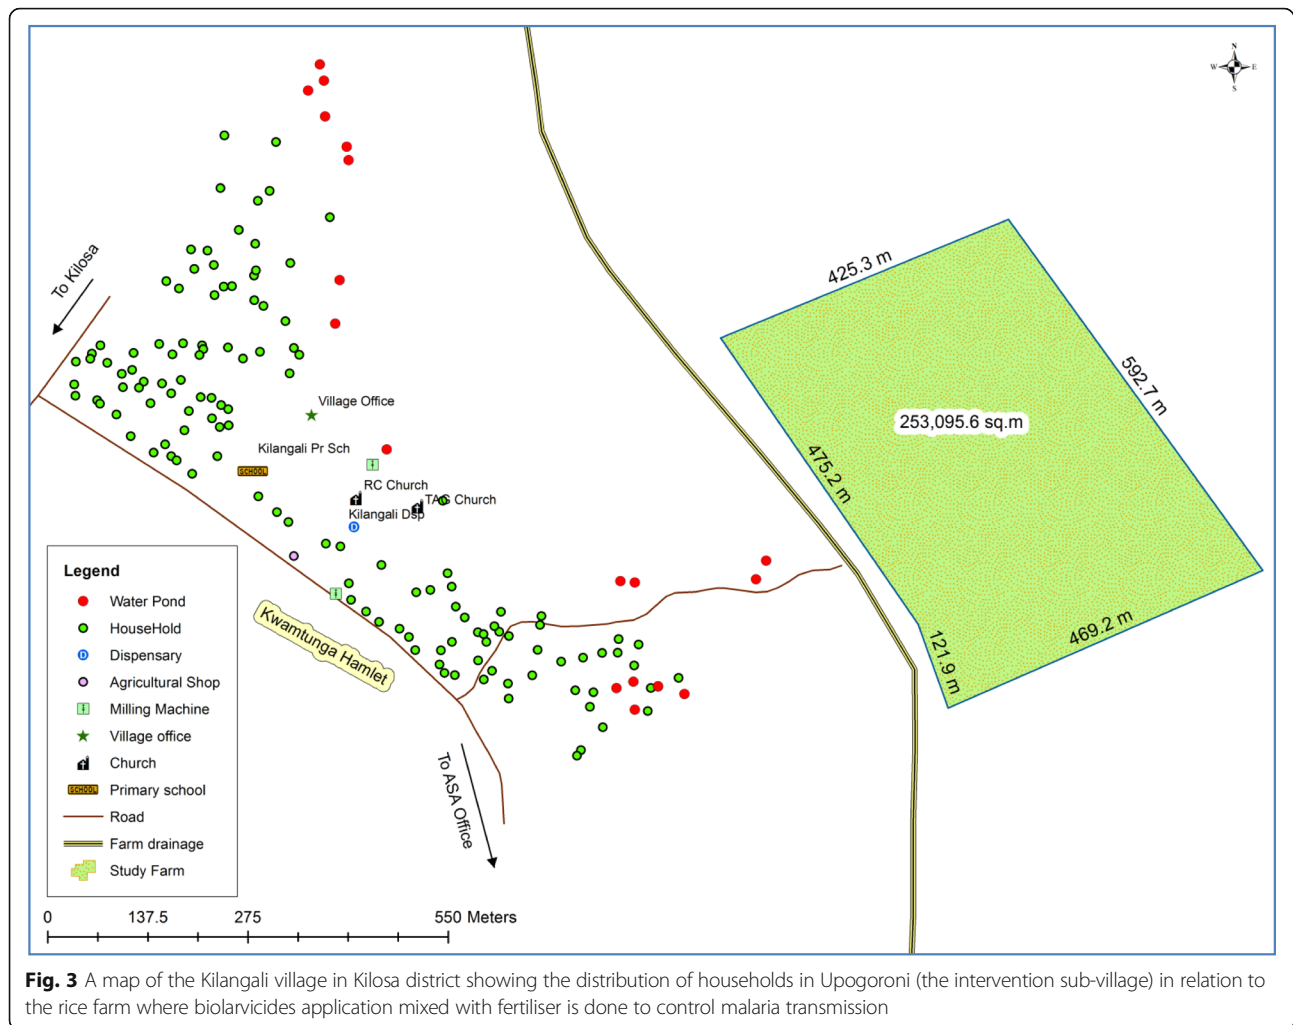 N
W E
S
To Kilosa
425.3 m
592.7 m
253,095.6 sq.m
475.2 m
469.2 m
121.9 m
Village Office
Kilangali Pr Sch
SCHOOL
RC Church
TAG Church
Kilangali Dsp
D
Kwamtunga Hamlet
To ASA Office
Legend
Water Pond
HouseHold
D Dispensary
Agricultural Shop
Milling Machine
Village office
Church
SCHOOL Primary school
Road
Farm drainage
Study Farm
0 137.5 275 550 Meters
Fig. 3 A map of the Kilangali village in Kilosa district showing the distribution of households in Upogoroni (the intervention sub-village) in relation to
the rice farm where biolarvicides application mixed with fertiliser is done to control malaria transmission